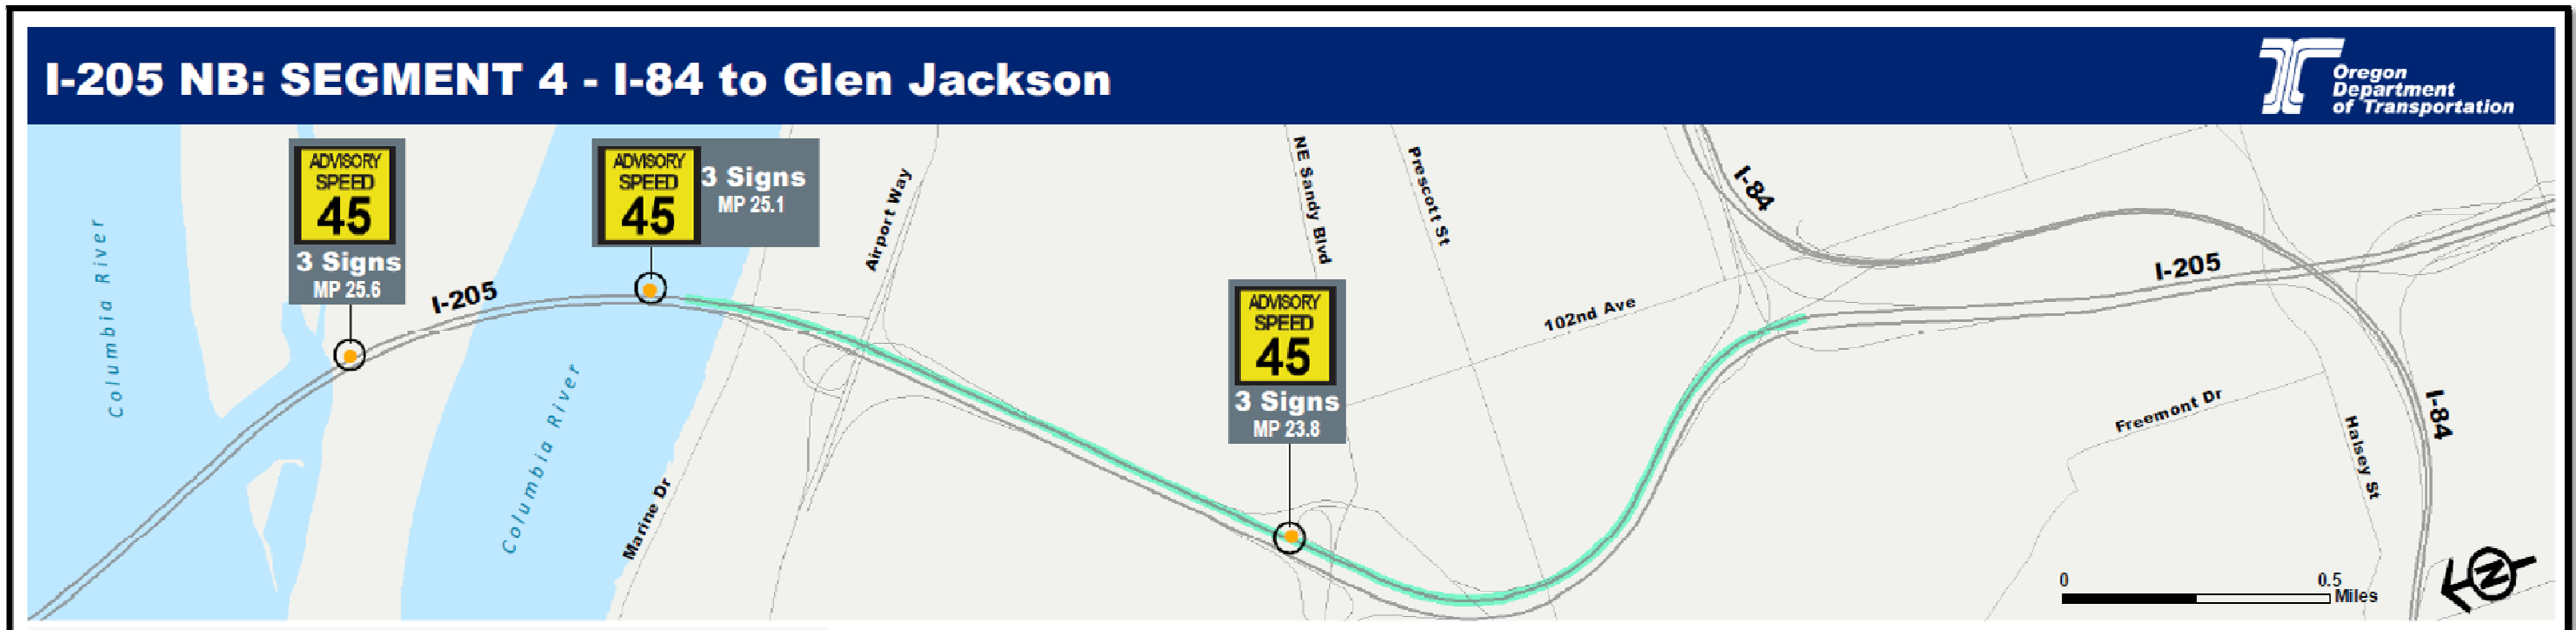 I-205 NB: SEGMENT 4 - I-84 to Glen Jackson
Oregon
Department
of Transportation
ADVISORY
SPEED
45
3 Signs
MP 25.6
ADVISORY
SPEED
45
3 Signs
MP 25.1
ADVISORY
SPEED
45
3 Signs
MP 23.8
Columbia River
I-205
Columbia River
Marine Dr
Airport Way
NE Sandy Blvd
Prescott St
102nd Ave
I-84
I-205
Freemont Dr
Halsey St
I-84
0
0.5
Miles
N